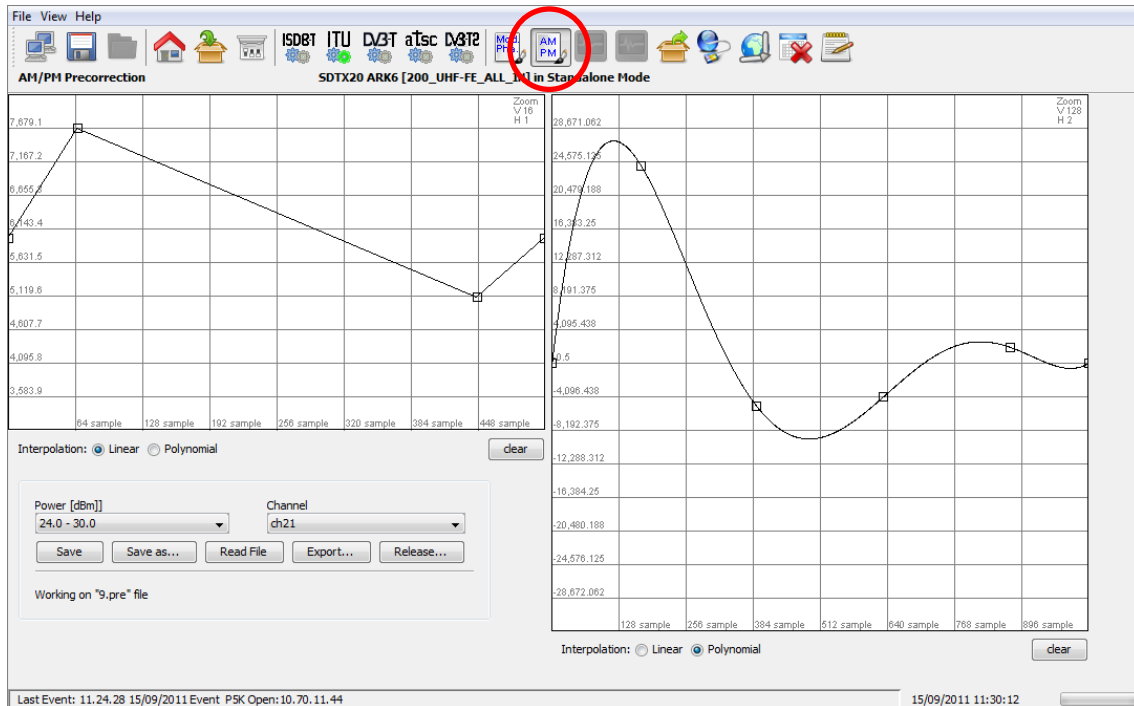 File View Help
ISDBT ITU DVB-T atsc DVBT2 AM PM
AM/PM Precorrection
SDTX20 ARK6 [200_UHF-FE_ALL_IN] in Standalone Mode
Zoom
V 16
H 1
7,679.1
7,167.2
6,655.3
6,143.4
5,631.5
5,119.6
4,607.7
4,095.8
3,583.9
64 sample 128 sample 192 sample 256 sample 320 sample 384 sample 448 sample
Interpolation: Linear Polynomial clear
Power [dBm]] Channel
24.0 - 30.0 ch21
Save Save as... Read File Export... Release...
Working on "9.pre" file
Zoom
V 128
H 2
28,671.062
24,575.125
20,479.188
16,383.25
12,287.312
8,191.375
4,095.438
-0.5
-4,096.438
-8,192.375
-12,288.312
-16,384.25
-20,480.188
-24,576.125
-28,672.062
128 sample 256 sample 384 sample 512 sample 640 sample 768 sample 896 sample
Interpolation: Linear Polynomial clear
Last Event: 11.24.28 15/09/2011 Event P5K Open:10.70.11.44 15/09/2011 11:30:12